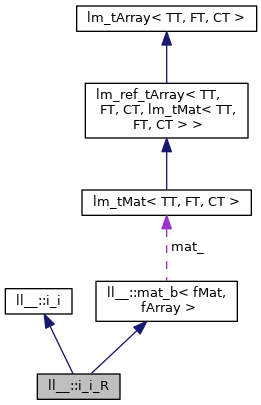 lm_tArray< TT, FT, CT >
lm_ref_tArray< TT,
FT, CT, lm_tMat< TT,
FT, CT > >
lm_tMat< TT, FT, CT >
mat_
ll__::i_i
ll__::mat_b< fMat,
fArray >
ll__::i_i_R